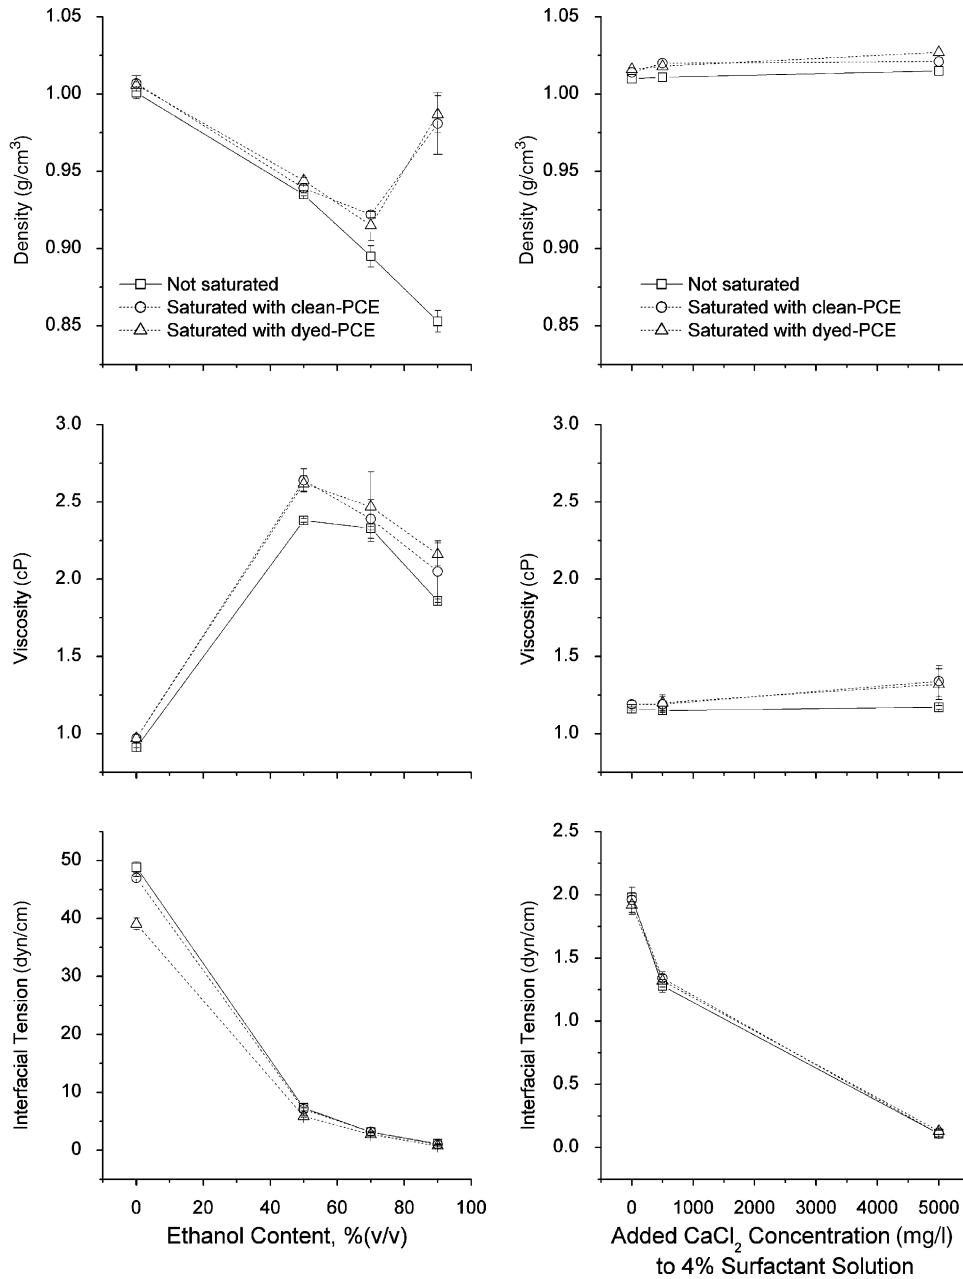 1.05
1.00
0.95
0.90
0.85
Density (g/cm³)
Not saturated
Saturated with clean-PCE
Saturated with dyed-PCE
1.05
1.00
0.95
0.90
0.85
Density (g/cm³)
Not saturated
Saturated with clean-PCE
Saturated with dyed-PCE
3.0
2.5
2.0
1.5
1.0
Viscosity (cP)
3.0
2.5
2.0
1.5
1.0
Viscosity (cP)
50
40
30
20
10
0
Interfacial Tension (dyn/cm)
0 20 40 60 80 100
Ethanol Content, %(v/v)
2.5
2.0
1.5
1.0
0.5
0.0
Interfacial Tension (dyn/cm)
0 1000 2000 3000 4000 5000
Added CaCl₂ Concentration (mg/l)
to 4% Surfactant Solution